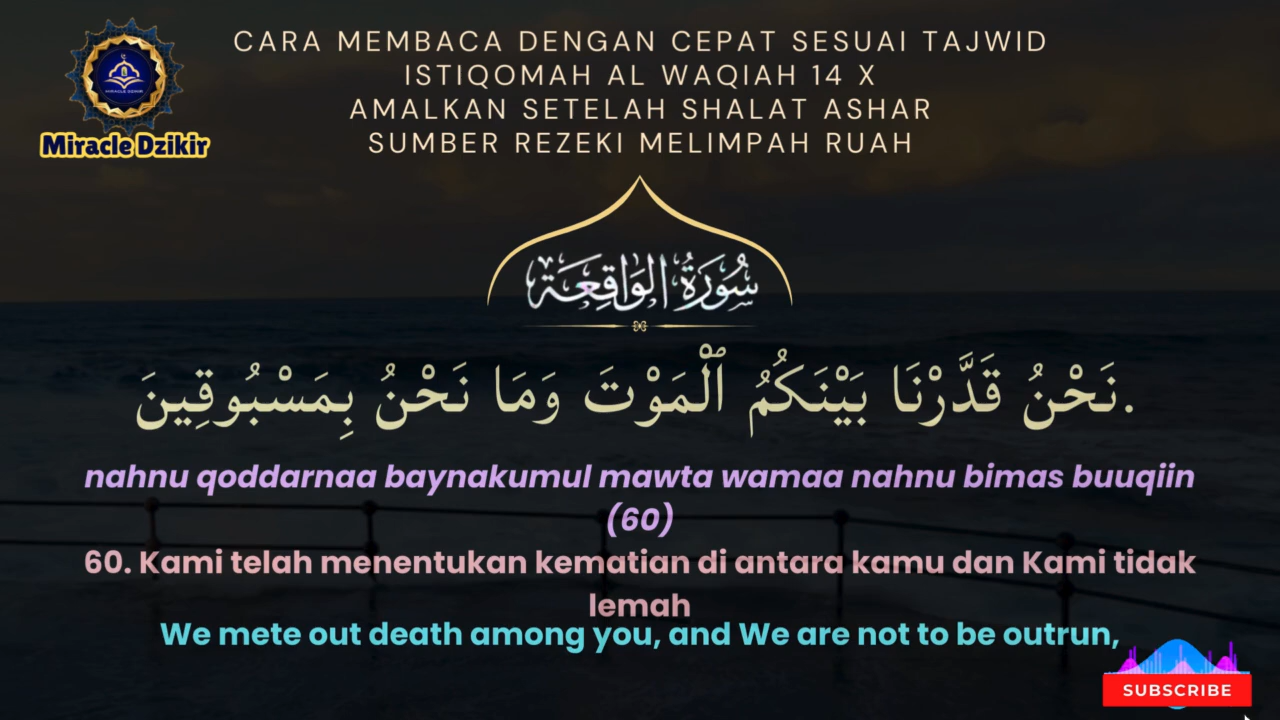 CARA MEMBACA DENGAN CEPAT SESUAI TAJWID
ISTIQOMAH AL WAQIAH 14 X
AMALKAN SETELAH SHALAT ASHAR
SUMBER REZEKI MELIMPAH RUAH
MIRACLE DZIKIR
Miracle Dzikir
سُورَةُ الوَاقِعَة
نَحْنُ قَدَّرْنَا بَيْنَكُمُ ٱلْمَوْتَ وَمَا نَحْنُ بِمَسْبُوقِينَ.
nahnu qoddarnaa baynakumul mawta wamaa nahnu bimas buuqiin
(60)
60. Kami telah menentukan kematian di antara kamu dan Kami tidak
lemah
We mete out death among you, and We are not to be outrun,
SUBSCRIBE